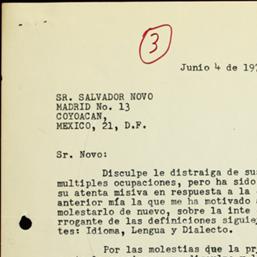 3
Junio 4 de 197
SR. SALVADOR NOVO
MADRID No. 13
COYOACAN,
MEXICO, 21, D.F.
Sr. Novo:
Disculpe le distraiga de su
multiples ocupaciones, pero ha sido
su atenta misiva en respuesta a la
anterior mía la que me ha motivado
molestarlo de nuevo, sobre la inte
rrogante de las definiciones siguie
tes: Idioma, Lengua y Dialecto.
Por las molestias que la pr